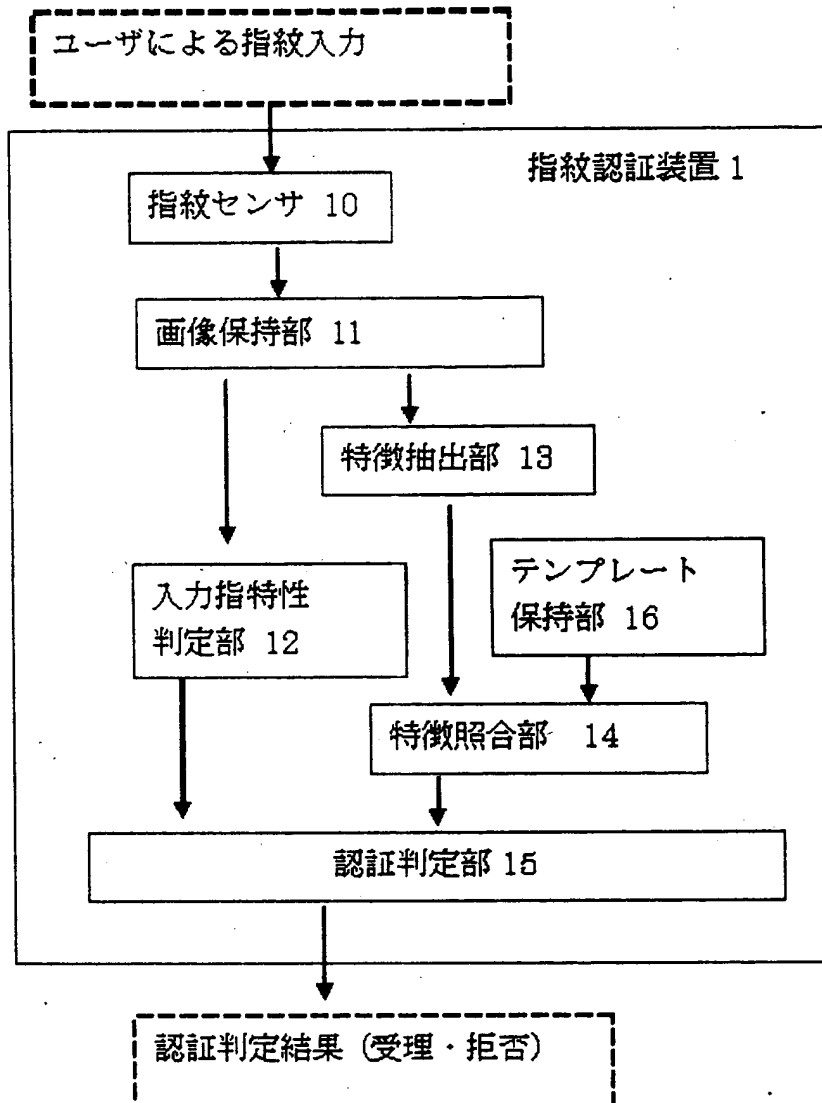 ユーザによる指紋入力
指紋認証装置 1
指紋センサ 10
画像保持部 11
特徴抽出部 13
入力指特性
判定部 12
テンプレート
保持部 16
特徴照合部 14
認証判定部 15
認証判定結果 (受理・拒否)